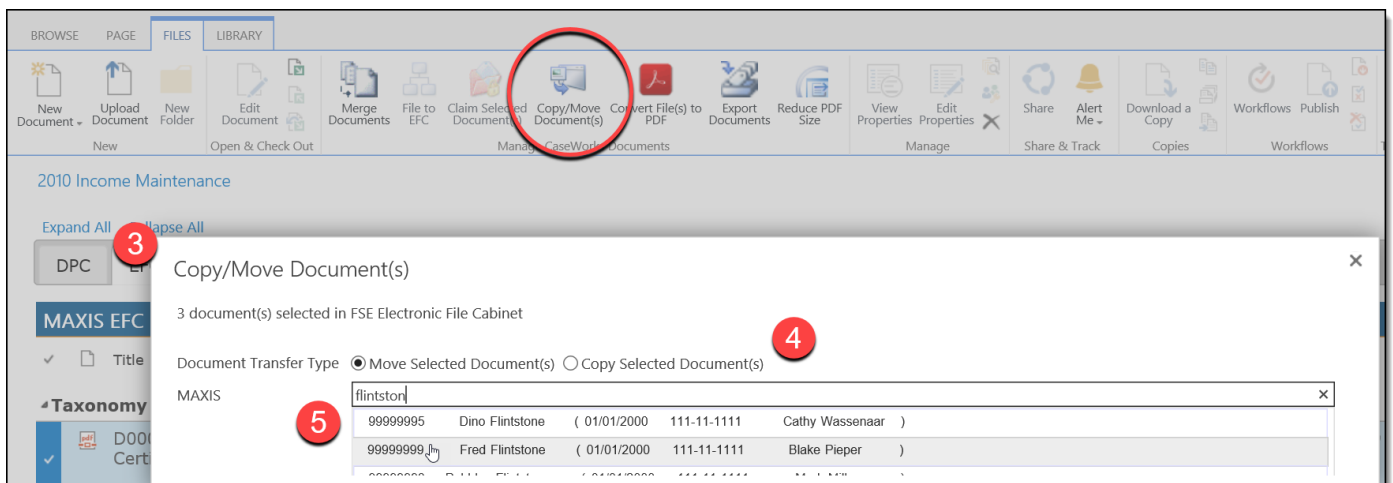 BROWSE PAGE FILES LIBRARY
New Document Upload Document New Folder Edit Document Merge Documents File to EFC Claim Selected Document(s) Copy/Move Document(s) Convert File(s) to PDF Export Documents Reduce PDF Size View Properties Edit Properties Share Alert Me Download a Copy Workflows Publish
New Open & Check Out Manage CaseWorks Documents Manage Share & Track Copies Workflows
2010 Income Maintenance
Expand All Collapse All
3
DPC
Copy/Move Document(s)
MAXIS EFC
3 document(s) selected in FSE Electronic File Cabinet
4
Title
Document Transfer Type Move Selected Document(s) Copy Selected Document(s)
MAXIS flintston
Taxonomy
5
99999995 Dino Flintstone ( 01/01/2000 111-11-1111 Cathy Wassenaar )
99999999 Fred Flintstone ( 01/01/2000 111-11-1111 Blake Pieper )